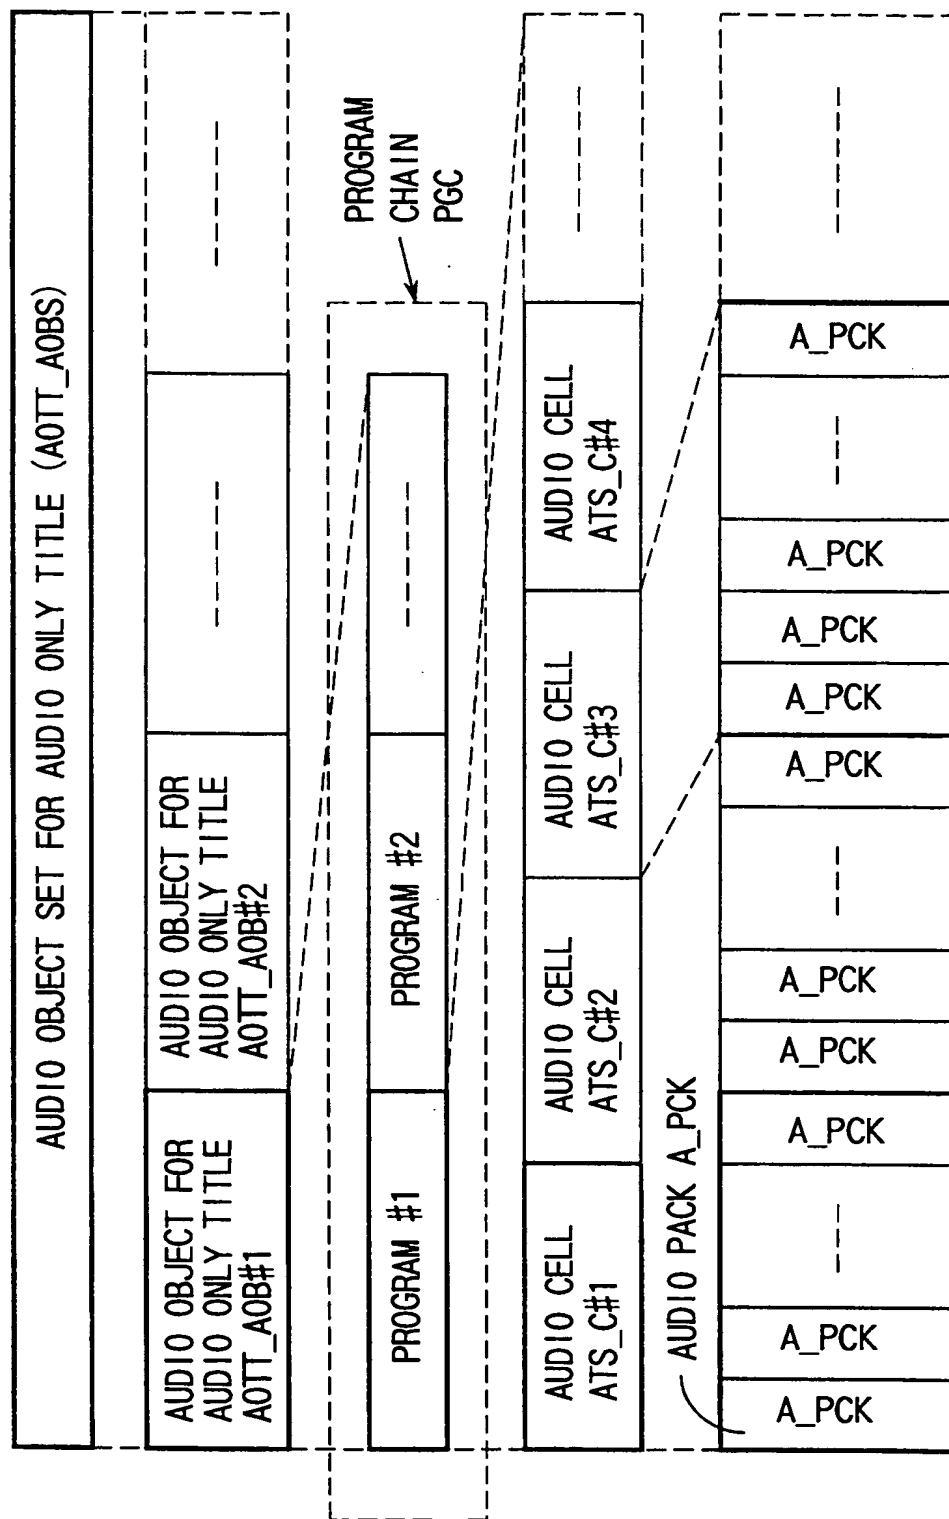 AUDIO OBJECT SET FOR AUDIO ONLY TITLE (AOTT_AOBS)
AUDIO OBJECT FOR
AUDIO ONLY TITLE
AOTT_AOB#1
AUDIO OBJECT FOR
AUDIO ONLY TITLE
AOTT_AOB#2
PROGRAM
CHAIN
PGC
PROGRAM #1
PROGRAM #2
AUDIO CELL
ATS_C#1
AUDIO CELL
ATS_C#2
AUDIO CELL
ATS_C#3
AUDIO CELL
ATS_C#4
AUDIO PACK A_PCK
A_PCK
A_PCK
A_PCK
A_PCK
A_PCK
A_PCK
A_PCK
A_PCK
A_PCK
A_PCK